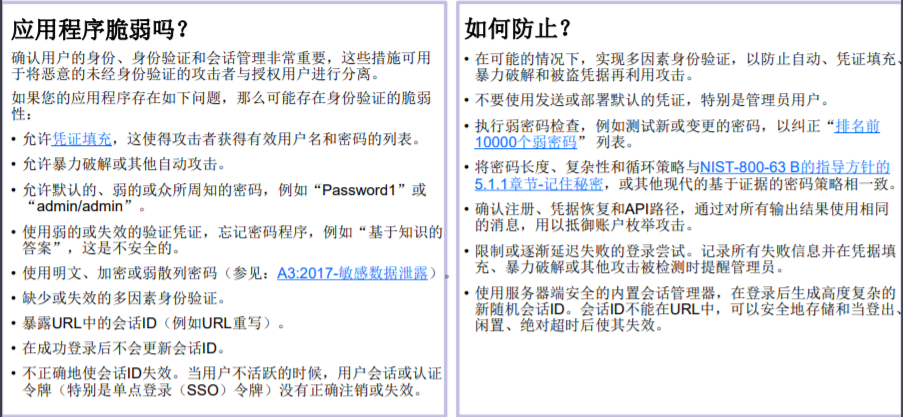 应用程序脆弱吗？
确认用户的身份、身份验证和会话管理非常重要，这些措施可用
于将恶意的未经身份验证的攻击者与授权用户进行分离。
如果您的应用程序存在如下问题，那么可能存在身份验证的脆弱
性：
• 允许凭证填充，这使得攻击者获得有效用户名和密码的列表。
• 允许暴力破解或其他自动攻击。
• 允许默认的、弱的或众所周知的密码，例如“Password1”或
“admin/admin”。
• 使用弱的或失效的验证凭证，忘记密码程序，例如“基于知识的
答案”，这是不安全的。
• 使用明文、加密或弱散列密码（参见：A3:2017-敏感数据泄露）。
• 缺少或失效的多因素身份验证。
• 暴露URL中的会话ID（例如URL重写）。
• 在成功登录后不会更新会话ID。
• 不正确地使会话ID失效。当用户不活跃的时候，用户会话或认证
令牌（特别是单点登录（SSO）令牌）没有正确注销或失效。
如何防止？
• 在可能的情况下，实现多因素身份验证，以防止自动、凭证填充、
暴力破解和被盗凭据再利用攻击。
• 不要使用发送或部署默认的凭证，特别是管理员用户。
• 执行弱密码检查，例如测试新或变更的密码，以纠正“排名前
10000个弱密码” 列表。
• 将密码长度、复杂性和循环策略与NIST-800-63 B的指导方针的
5.1.1章节-记住秘密，或其他现代的基于证据的密码策略相一致。
• 确认注册、凭据恢复和API路径，通过对所有输出结果使用相同
的消息，用以抵御账户枚举攻击。
• 限制或逐渐延迟失败的登录尝试。记录所有失败信息并在凭据填
充、暴力破解或其他攻击被检测时提醒管理员。
• 使用服务器端安全的内置会话管理器，在登录后生成高度复杂的
新随机会话ID。会话ID不能在URL中，可以安全地存储和当登出、
闲置、绝对超时后使其失效。